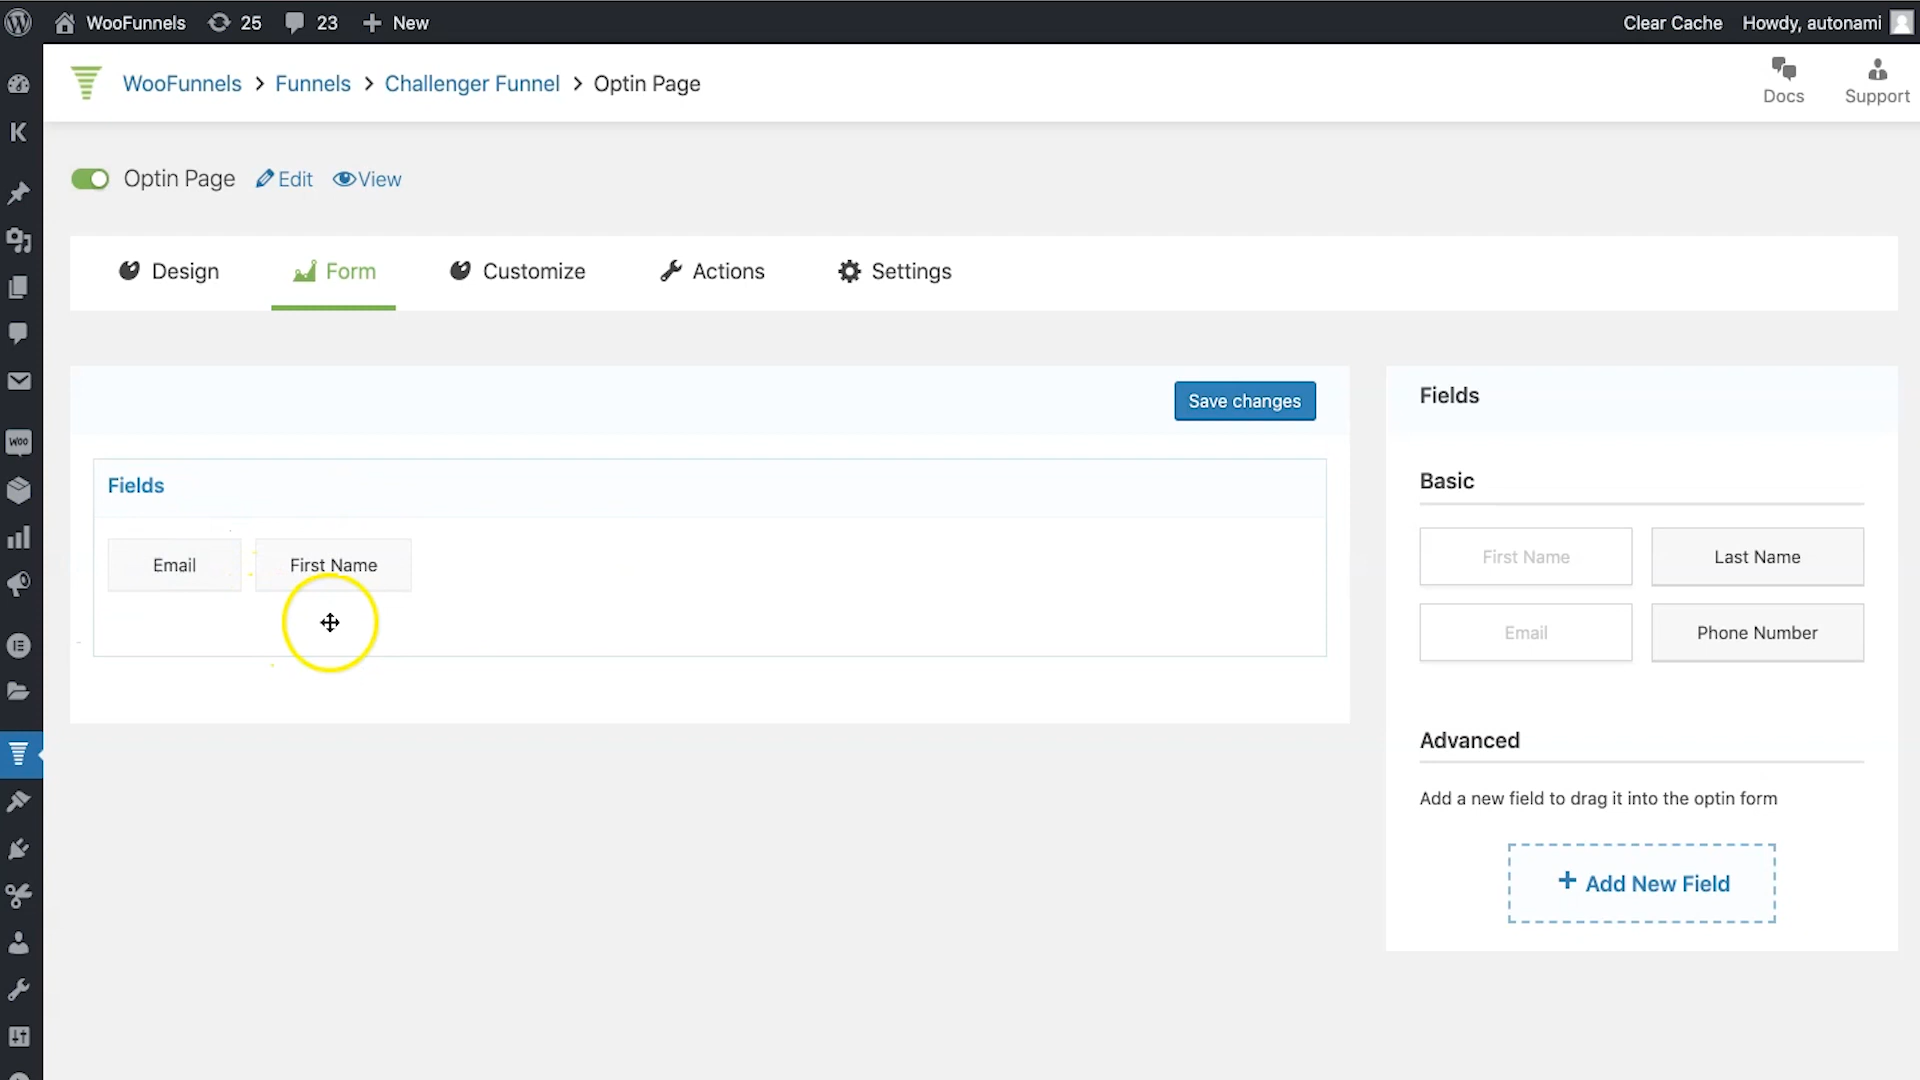 WooFunnels 25 23 New Clear Cache Howdy, autonami
WooFunnels > Funnels > Challenger Funnel > Optin Page
Docs Support
K
Optin Page Edit View
Design Form Customize Actions Settings
Save changes
Fields
Fields
Email First Name
Woo
Basic
First Name Last Name
Email Phone Number
Advanced
Add a new field to drag it into the optin form
+ Add New Field